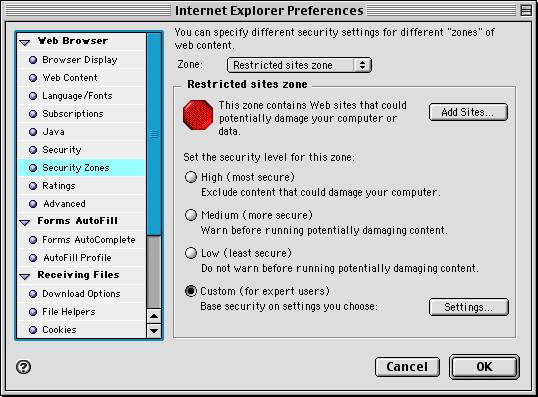 Internet Explorer Preferences
Web Browser
Browser Display
Web Content
Language/Fonts
Subscriptions
Java
Security
Security Zones
Ratings
Advanced
Forms AutoFill
Forms AutoComplete
AutoFill Profile
Receiving Files
Download Options
File Helpers
Cookies
You can specify different security settings for different "zones" of
web content.
Zone: Restricted sites zone
Restricted sites zone
This zone contains Web sites that could
potentially damage your computer or
data.
Add Sites...
Set the security level for this zone:
High (most secure)
Exclude content that could damage your computer.
Medium (more secure)
Warn before running potentially damaging content.
Low (least secure)
Do not warn before running potentially damaging content.
Custom (for expert users)
Base security on settings you choose:
Settings...
?
Cancel
OK